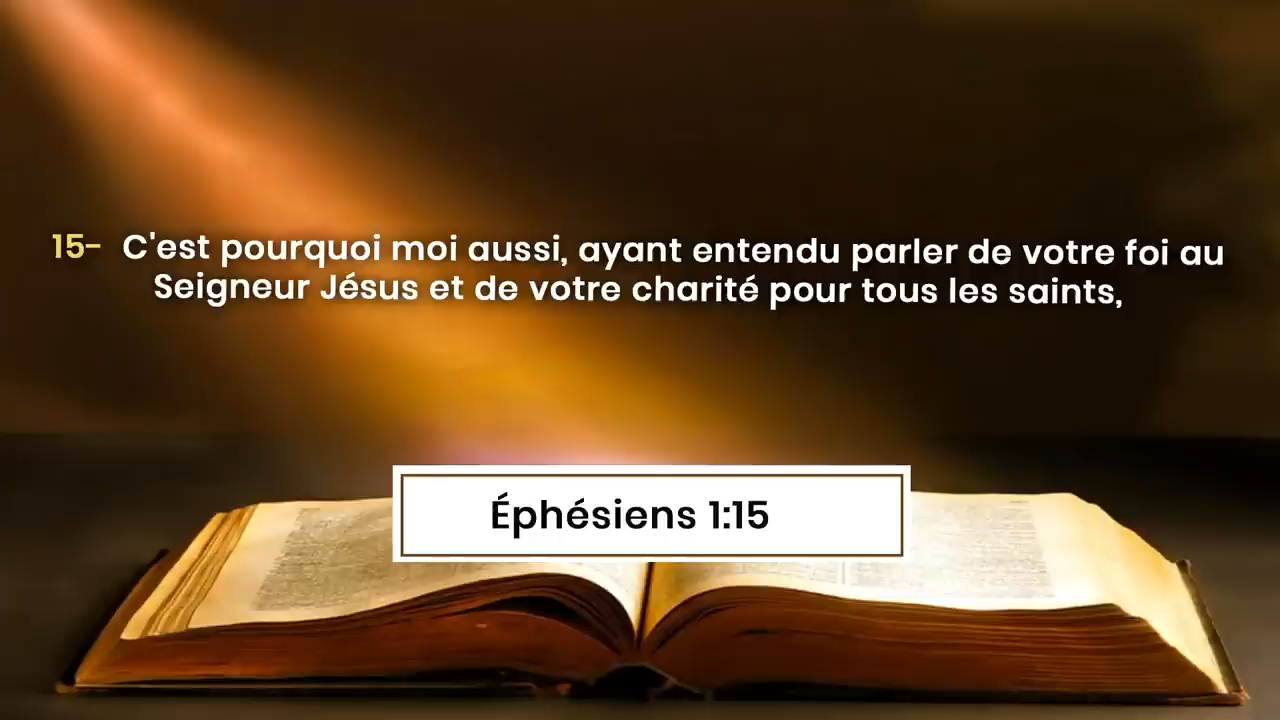 15- C'est pourquoi moi aussi, ayant entendu parler de votre foi au
Seigneur Jésus et de votre charité pour tous les saints,
Éphésiens 1:15